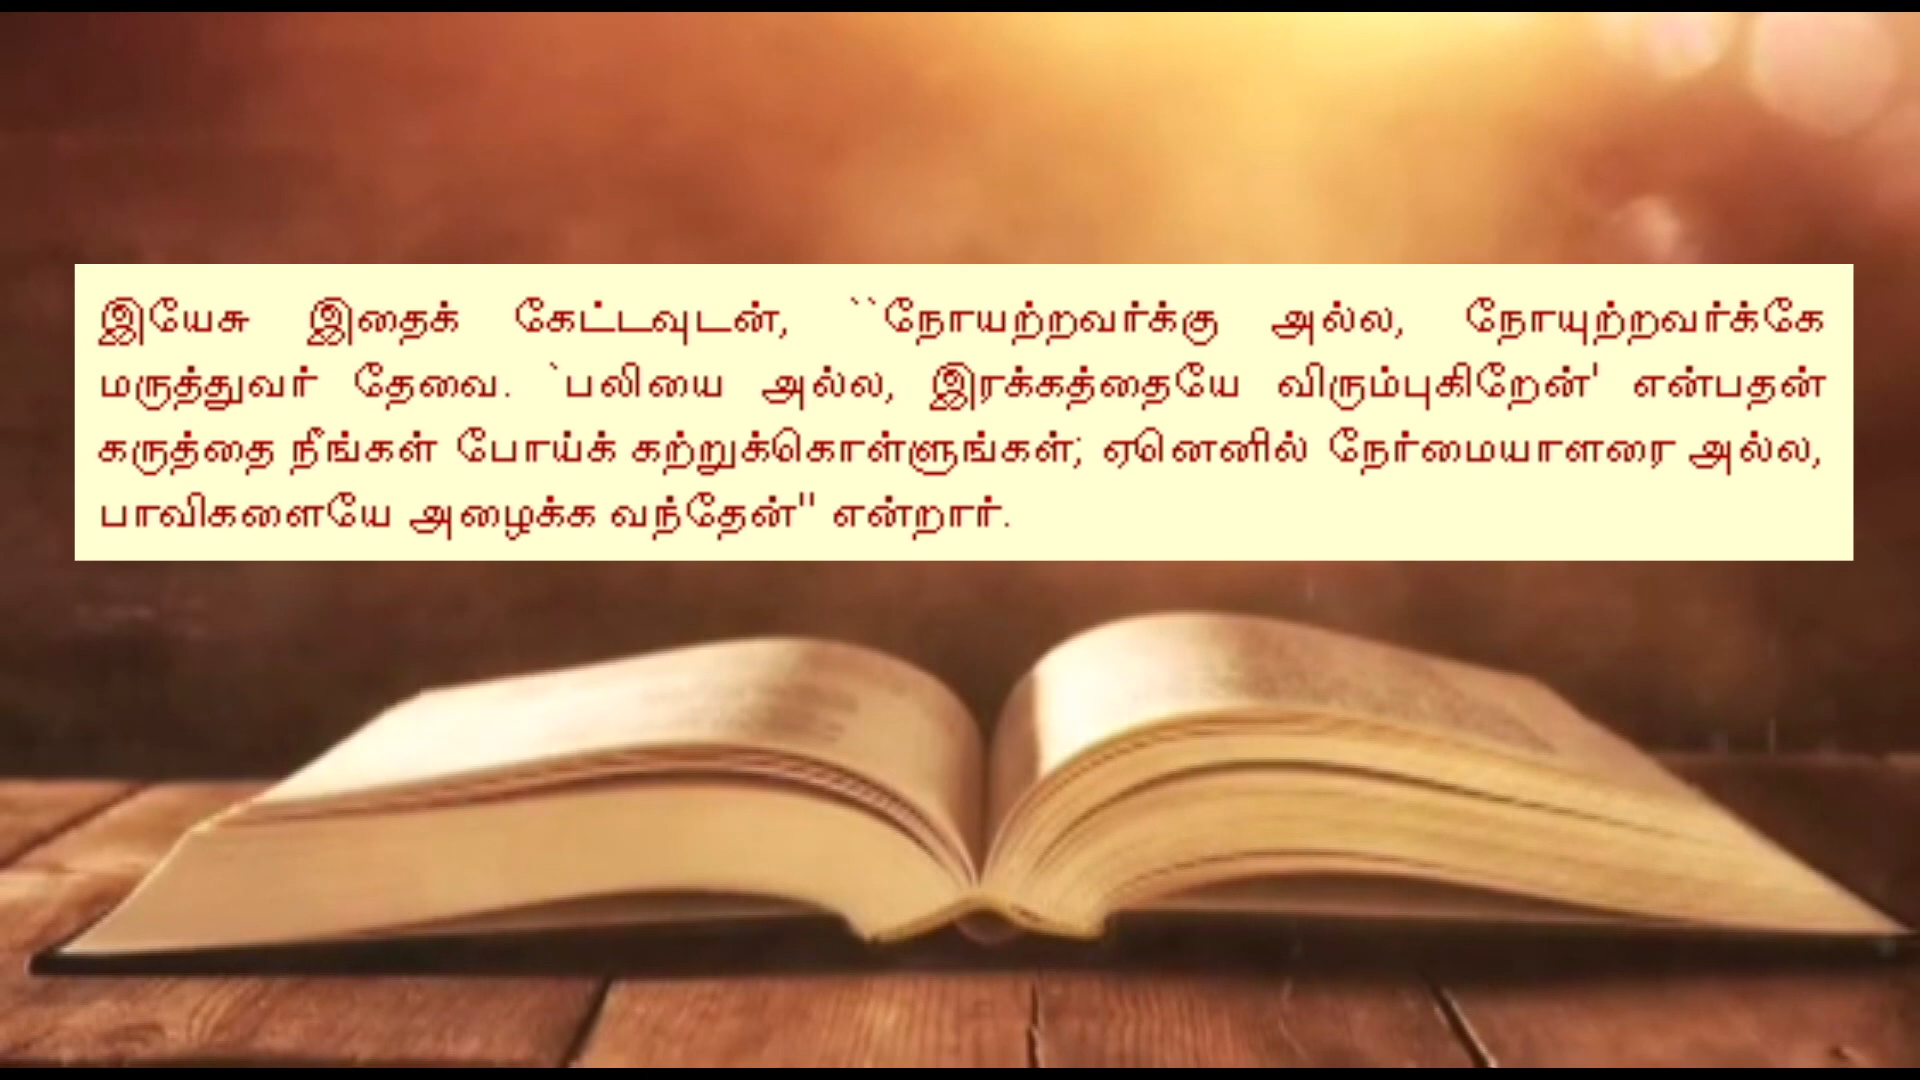 இயேசு இதைக் கேட்டவுடன், ``நோயற்றவர்க்கு அல்ல, நோயுற்றவர்க்கே
மருத்துவர் தேவை. `பலியை அல்ல, இரக்கத்தையே விரும்புகிறேன்' என்பதன்
கருத்தை நீங்கள் போய்க் கற்றுக்கொள்ளுங்கள்; ஏனெனில் நேர்மையாளரை அல்ல,
பாவிகளையே அழைக்க வந்தேன்" என்றார்.